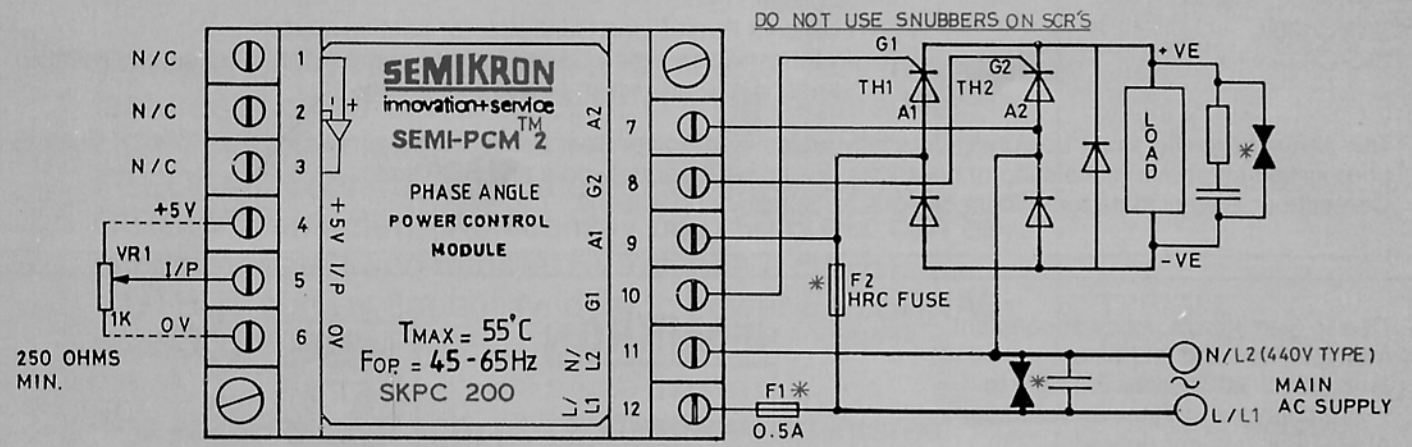 DO NOT USE SNUBBERS ON SCR'S
N/C
1
N/C
2
N/C
3
+5V
4
+5V
VR1
I/P
5
I/P
1K
0V
6
0V
250 OHMS
MIN.
- +
SEMIKRON
innovation+service
SEMI-PCM™ 2
PHASE ANGLE
POWER CONTROL
MODULE
TMAX = 55°C
FOP. = 45-65Hz
SKPC 200
A2
7
G2
8
A1
9
G1
10
N/
L2
11
L/
L1
12
G1
TH1
A1
G2
TH2
A2
+VE
LOAD
*
-VE
*
F2
HRC FUSE
F1*
0.5A
*
N/L2(440V TYPE)
~
MAIN
AC SUPPLY
L/L1